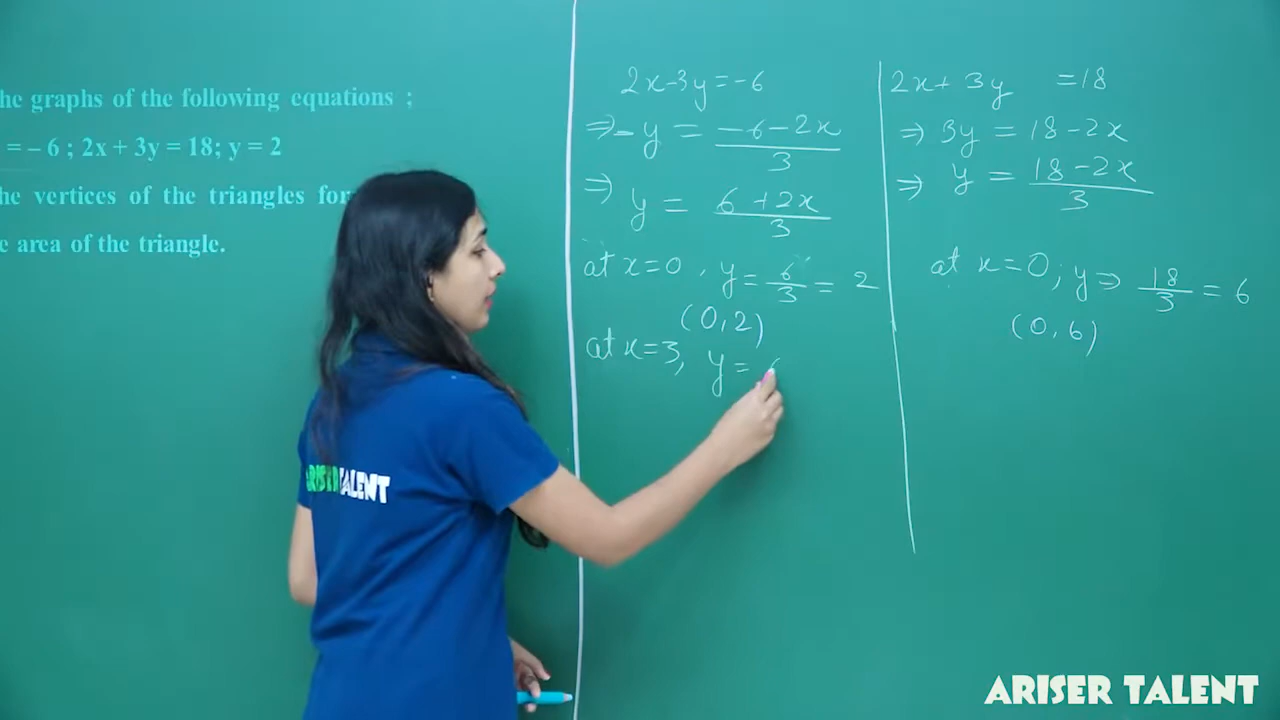 he graphs of the following equations ;
= – 6 ; 2x + 3y = 18; y = 2
he vertices of the triangles for
e area of the triangle.
2x-3y=-6
⇒ -y = -6-2x/3
⇒ y = 6+2x/3
at x=0, y= 6/3 = 2
(0,2)
at x=3, y=
2x+ 3y =18
⇒ 3y = 18-2x
⇒ y = 18-2x/3
at x=0; y⇒ 18/3 = 6
(0,6)
ARISER TALENT
ARISER TALENT